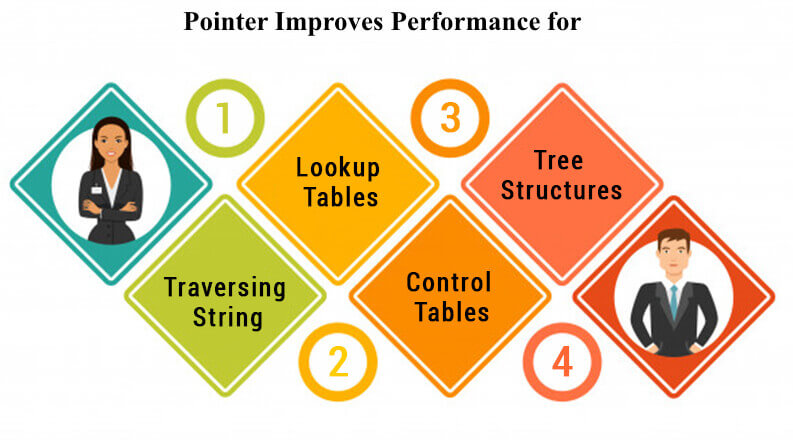 Pointer Improves Performance for
1
Traversing
String
Lookup
Tables
2
3
Control
Tables
Tree
Structures
4